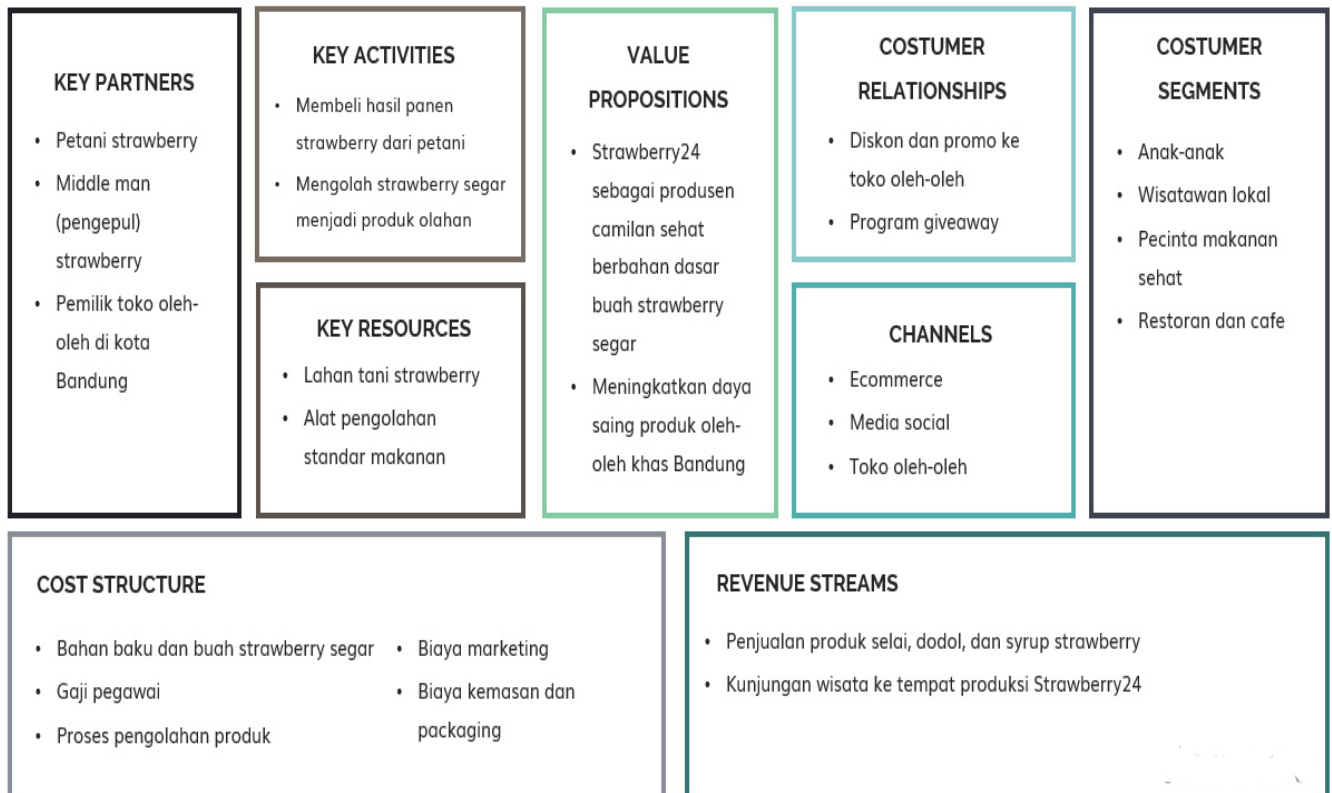 KEY PARTNERS
• Petani strawberry
• Middle man
(pengepul)
strawberry
• Pemilik toko oleh-
oleh di kota
Bandung
KEY ACTIVITIES
• Membeli hasil panen
strawberry dari petani
• Mengolah strawberry segar
menjadi produk olahan
KEY RESOURCES
• Lahan tani strawberry
• Alat pengolahan
standar makanan
VALUE
PROPOSITIONS
• Strawberry24
sebagai produsen
camilan sehat
berbahan dasar
buah strawberry
segar
• Meningkatkan daya
saing produk oleh-
oleh khas Bandung
COSTUMER
RELATIONSHIPS
• Diskon dan promo ke
toko oleh-oleh
• Program giveaway
CHANNELS
• Ecommerce
• Media social
• Toko oleh-oleh
COSTUMER
SEGMENTS
• Anak-anak
• Wisatawan lokal
• Pecinta makanan
sehat
• Restoran dan cafe
COST STRUCTURE
• Bahan baku dan buah strawberry segar
• Gaji pegawai
• Proses pengolahan produk
• Biaya marketing
• Biaya kemasan dan
packaging
REVENUE STREAMS
• Penjualan produk selai, dodol, dan syrup strawberry
• Kunjungan wisata ke tempat produksi Strawberry24